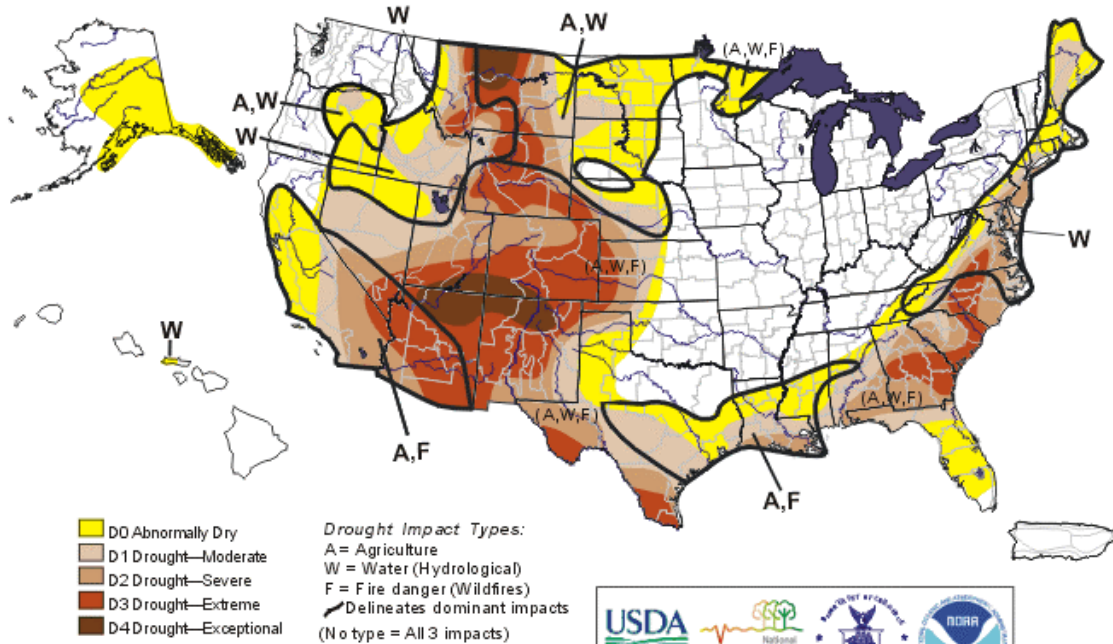 W
A,W
(A,W,F)
A,W
W
W
(A,W,F)
W
(A,W,F)
(A,W,F)
A,F
A,F
D0 Abnormally Dry
D1 Drought—Moderate
D2 Drought—Severe
D3 Drought—Extreme
D4 Drought—Exceptional
Drought Impact Types:
A = Agriculture
W = Water (Hydrological)
F = Fire danger (Wildfires)
Delineates dominant impacts
(No type = All 3 impacts)
USDA
National
NOAA